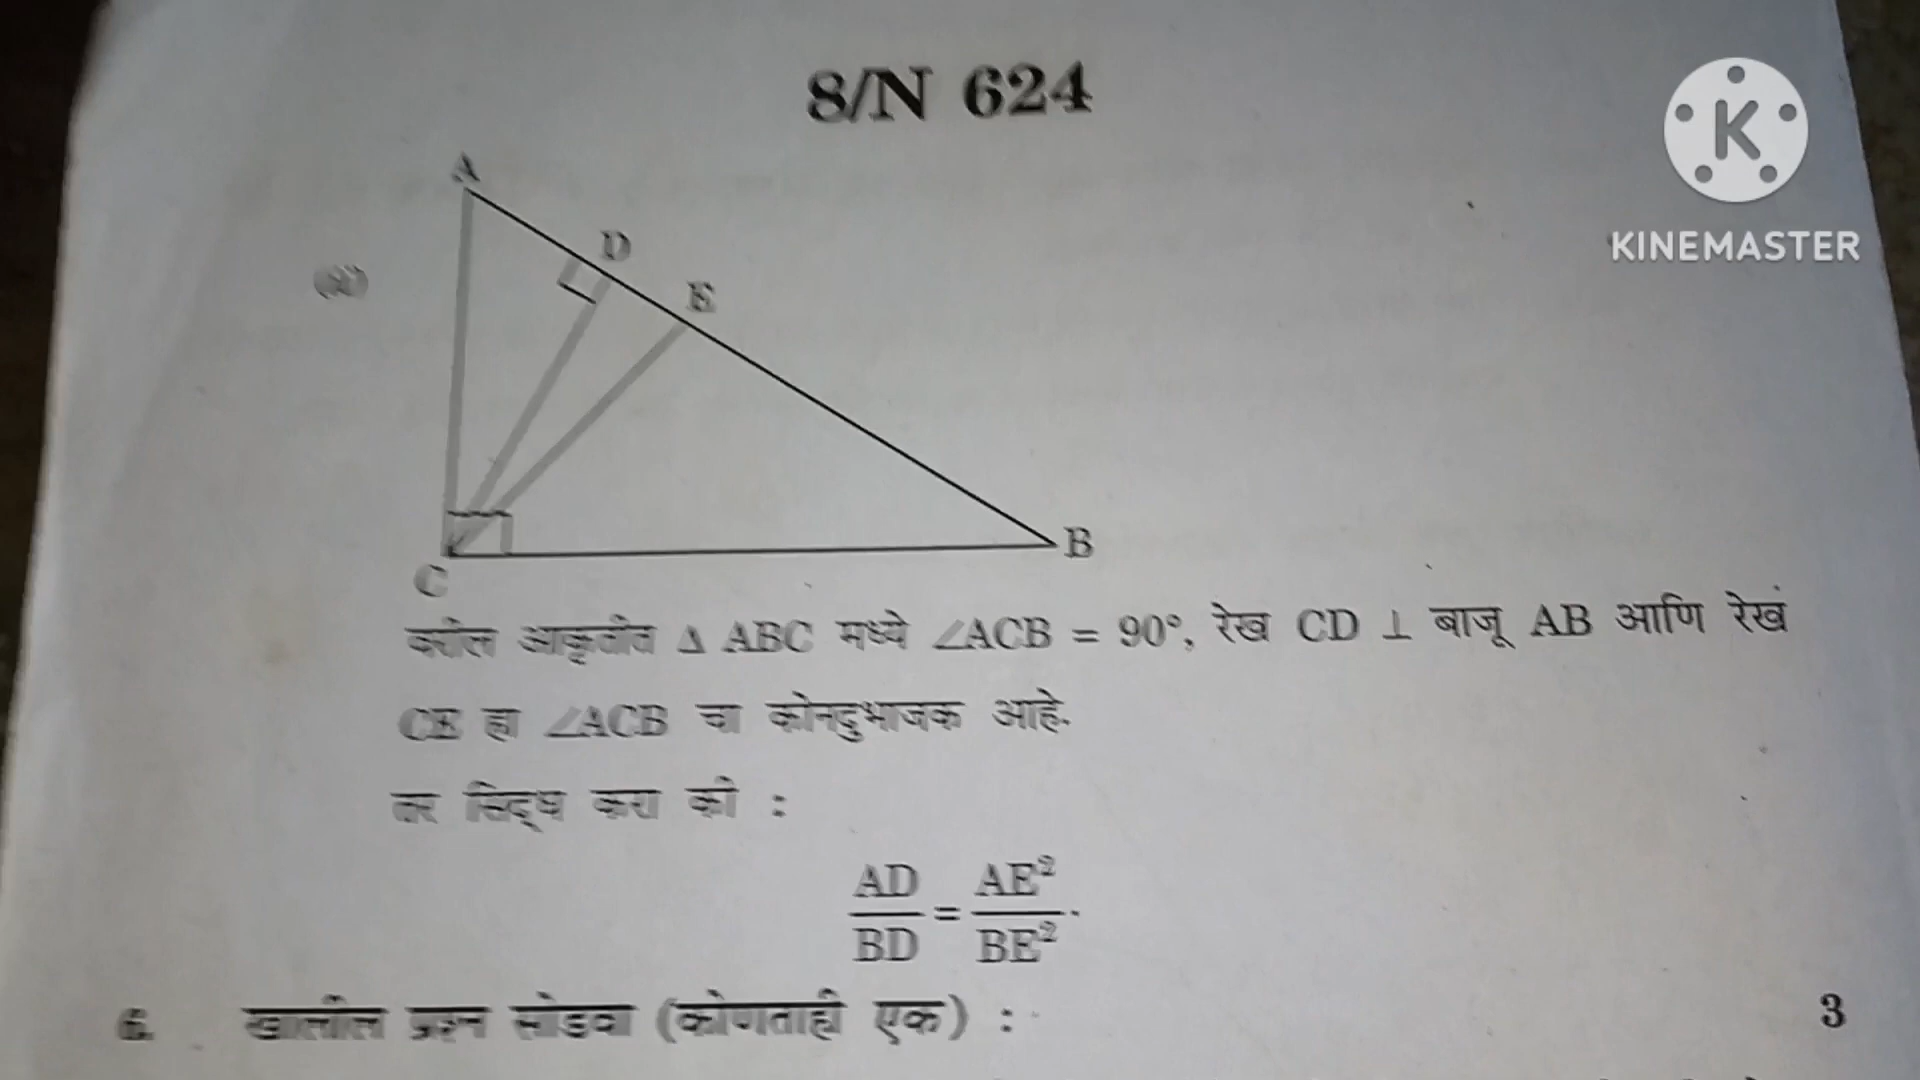 S/N 624
K
KINEMASTER
A
D
E
C
B
वरील आकृतीत Δ ABC मध्ये ∠ACB = 90°, रेख CD ⊥ बाजू AB आणि रेख
CE हा ∠ACB चा कोनदुभाजक आहे.
तर सिद्ध करा की :
AD/BD = AE²/BE².
6. खालील प्रश्न सोडवा (कोणताही एक) : 3